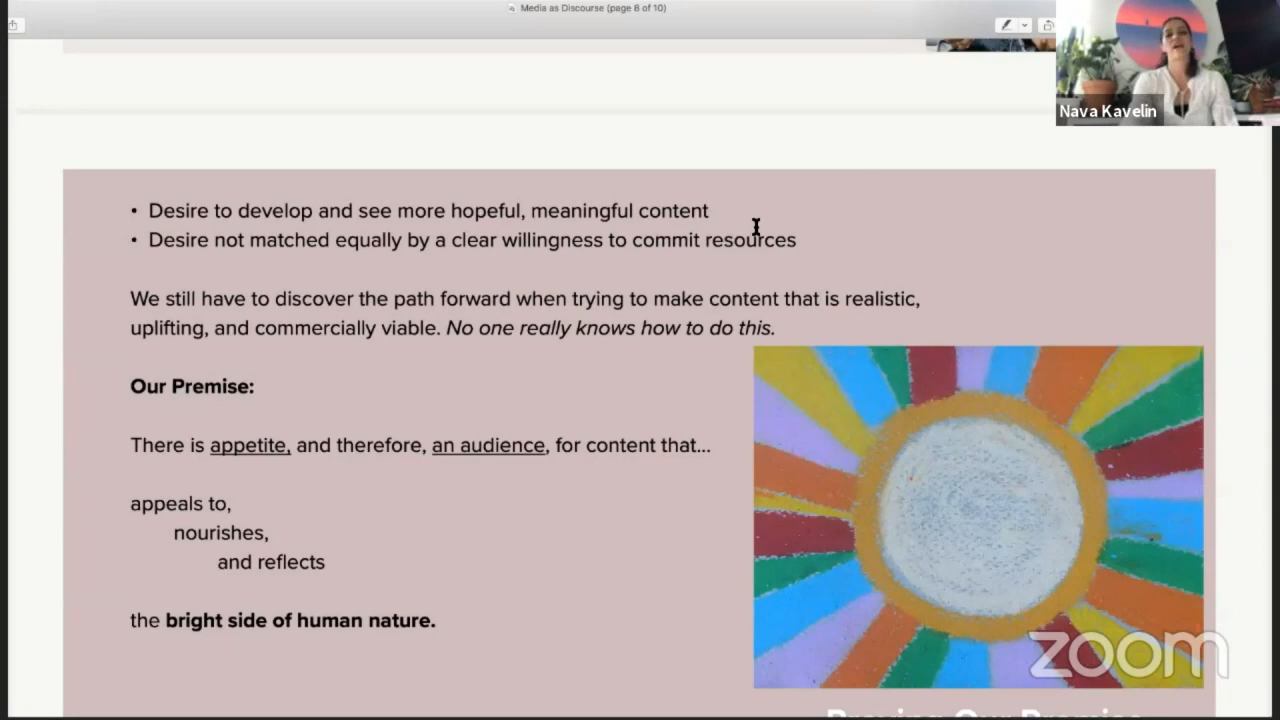 Media as Discourse (page 6 of 10)
Nava Kavelin
• Desire to develop and see more hopeful, meaningful content
• Desire not matched equally by a clear willingness to commit resources
We still have to discover the path forward when trying to make content that is realistic,
uplifting, and commercially viable. No one really knows how to do this.
Our Premise:
There is appetite, and therefore, an audience, for content that...
appeals to,
nourishes,
and reflects
the bright side of human nature.
zoom
Proving Our Premise